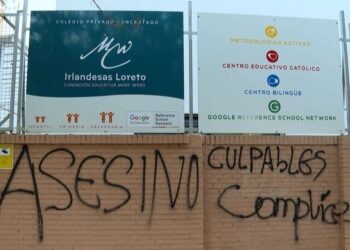 COLEGIO PRIVADO CONCERTADO
MW
Irlandesas Loreto
FUNDACIÓN EDUCATIVA MARY WARD
INFANTIL PRIMARIA SECUNDARIA Google Reference School Network
METODOLOGÍAS ACTIVAS
CENTRO EDUCATIVO CATÓLICO
CENTRO BILINGÜE
GOOGLE REFERENCE SCHOOL NETWORK
ASESINO
CULPABLES
Complices